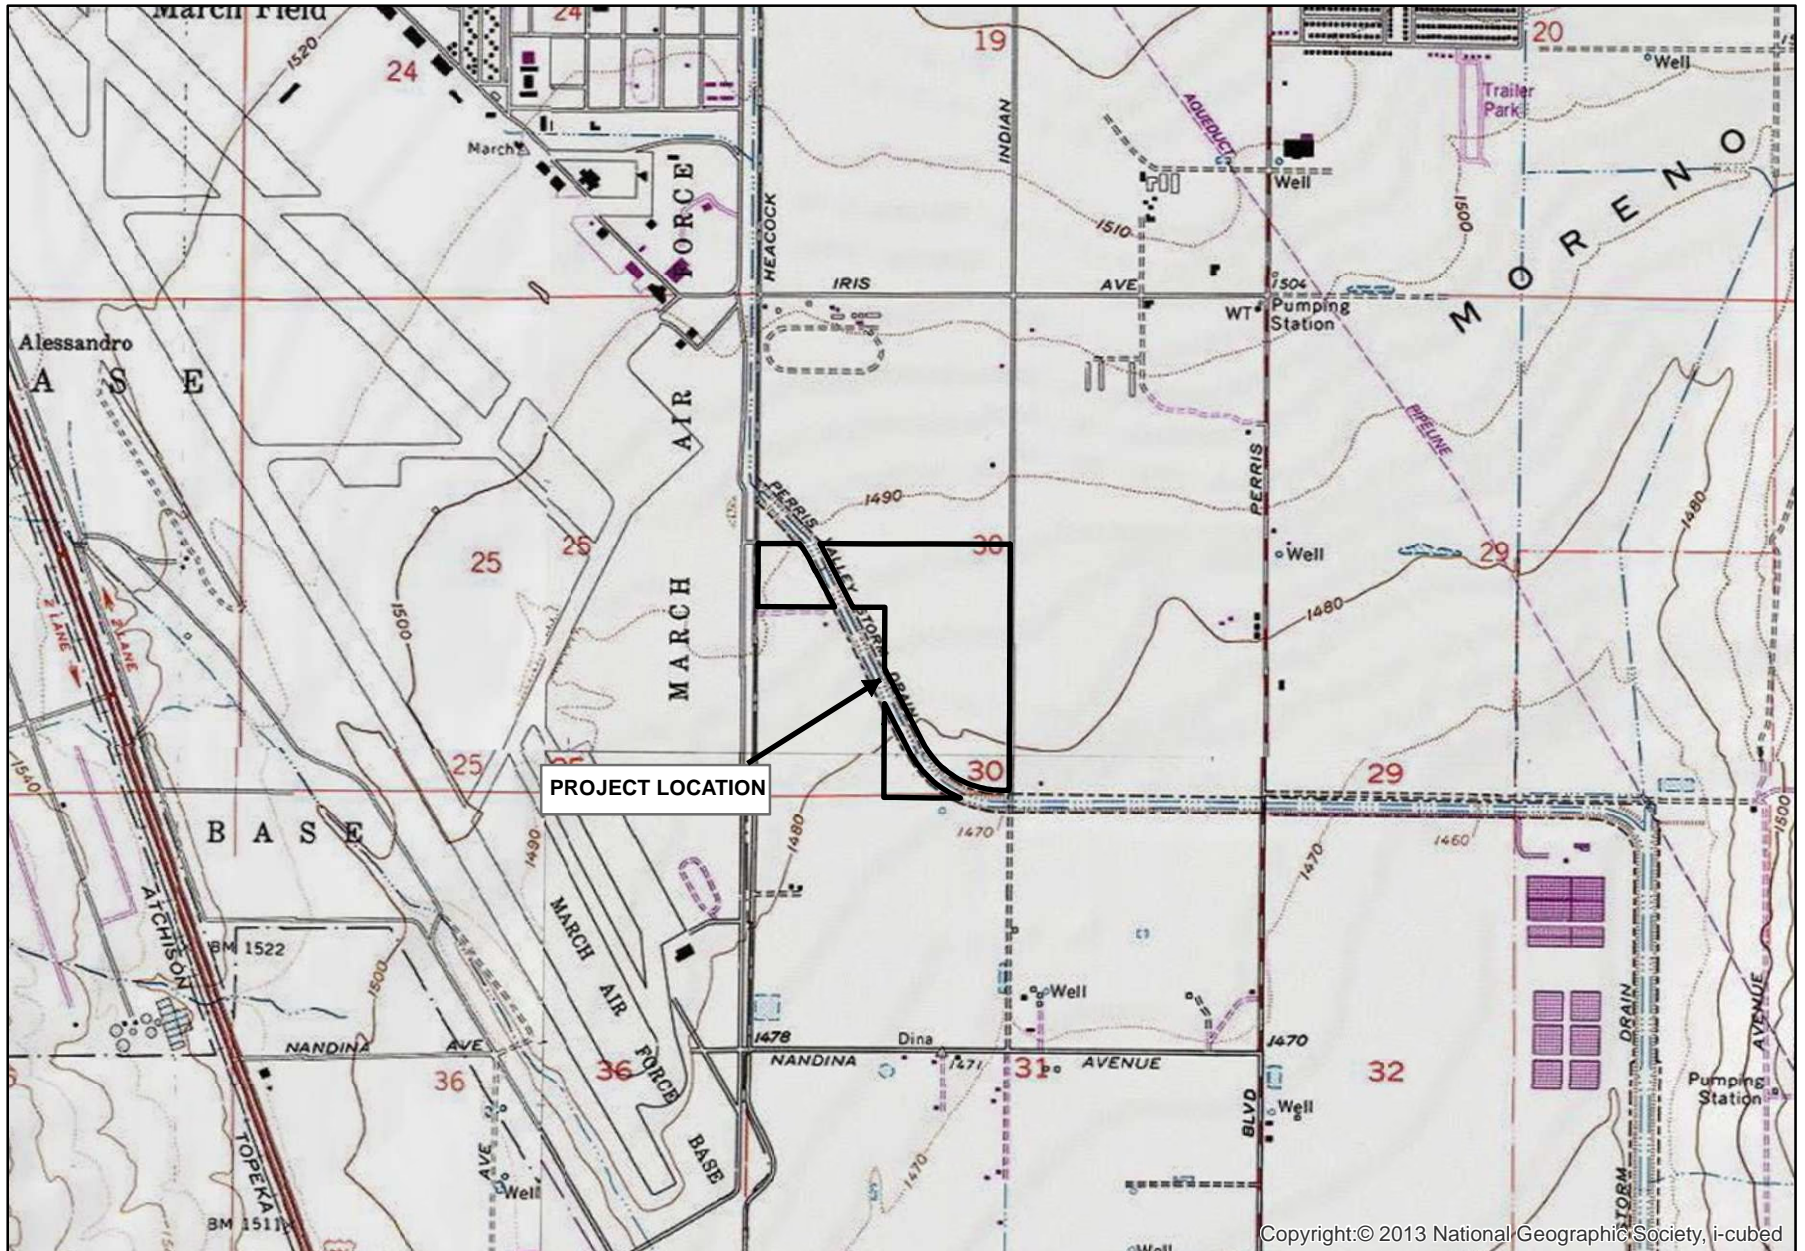 March Field
24
19
20
1520
24
Well
Trailer
Park
INDIAN
AQUEDUCT
March
Well
FORCE
HEACOCK
1510
1500
MORENO
IRIS
AVE
1504
WT
Pumping
Station
Alessandro
A S E
AIR
PIPELINE
PERRIS
1490
PERRIS
VALLEY
STORM
DRAIN
1480
25
25
30
Well
29
1500
MARCH
1480
2 LANE
2 LANE
25
30
29
1540
PROJECT LOCATION
BASE
1490
1480
1470
1470
1460
1500
ATCHISON
MARCH
AIR
FORCE
BASE
BM 1522
1500
Well
DRAIN
AVENUE
NANDINA
AVE
1478
Dina
1470
NANDINA
1471
AVENUE
36
36
31
32
Pumping
Station
BLVD
Well
TOPEKA
AVE
Well
1470
STORM
BM 1511
Well
Copyright:© 2013 National Geographic Society, i-cubed